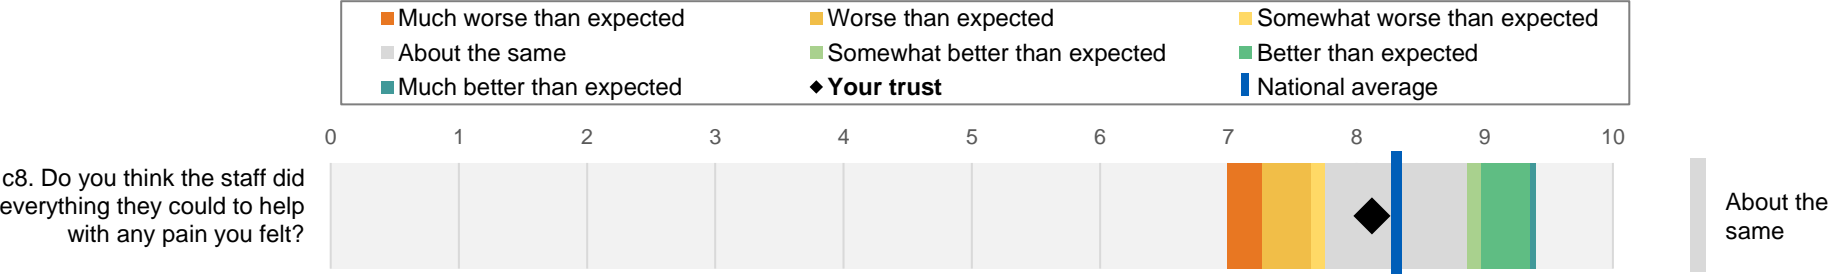 Much worse than expected Worse than expected Somewhat worse than expected
About the same Somewhat better than expected Better than expected
Much better than expected Your trust National average
0 1 2 3 4 5 6 7 8 9 10
c8. Do you think the staff did
everything they could to help
with any pain you felt?
About the
same